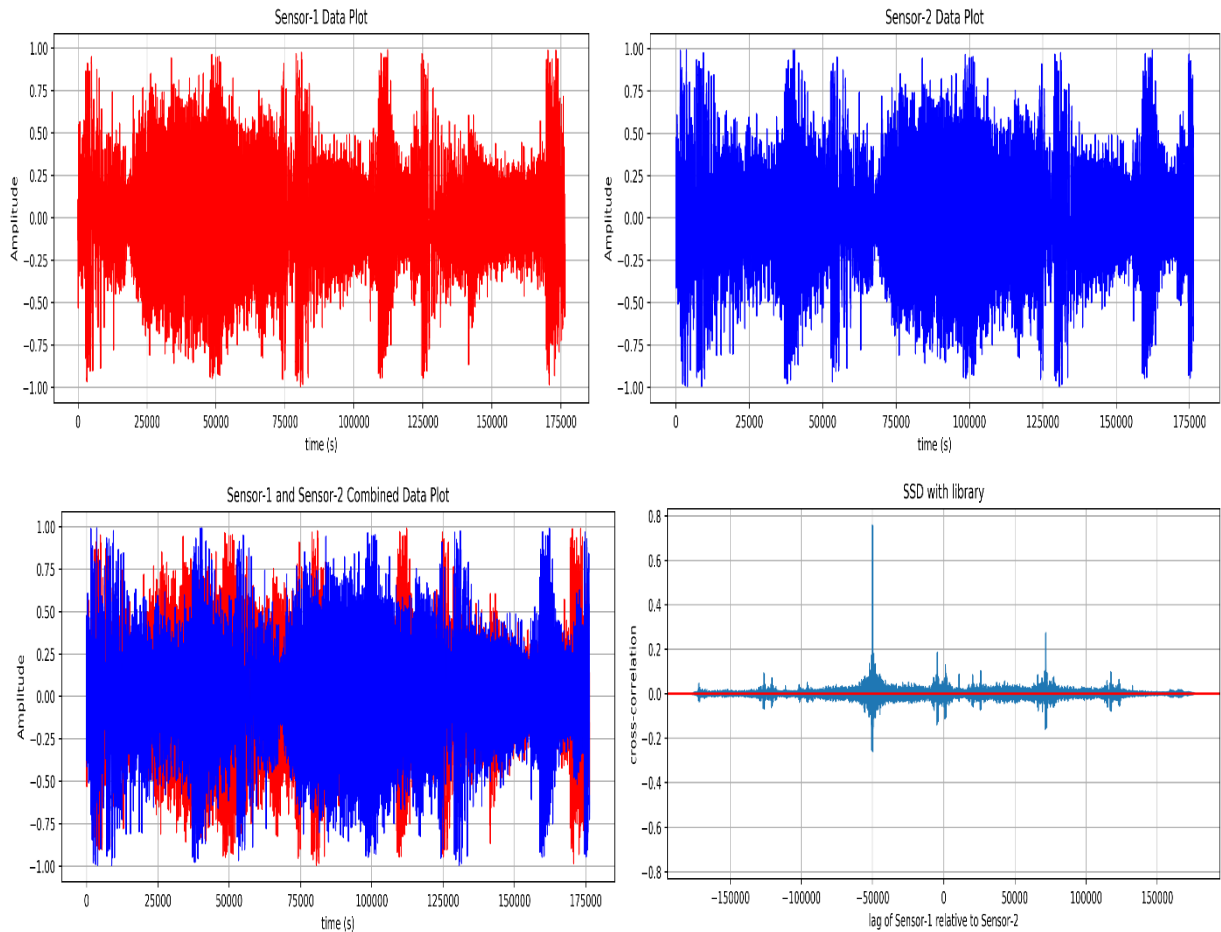 Sensor-1 Data Plot
1.00
0.75
0.50
0.25
0.00
−0.25
−0.50
−0.75
−1.00
Amplitude
0 25000 50000 75000 100000 125000 150000 175000
time (s)
Sensor-2 Data Plot
1.00
0.75
0.50
0.25
0.00
−0.25
−0.50
−0.75
−1.00
Amplitude
0 25000 50000 75000 100000 125000 150000 175000
time (s)
Sensor-1 and Sensor-2 Combined Data Plot
1.00
0.75
0.50
0.25
0.00
−0.25
−0.50
−0.75
−1.00
Amplitude
0 25000 50000 75000 100000 125000 150000 175000
time (s)
SSD with library
0.8
0.6
0.4
0.2
0.0
−0.2
−0.4
−0.6
−0.8
cross-correlation
−150000 −100000 −50000 0 50000 100000 150000
lag of Sensor-1 relative to Sensor-2